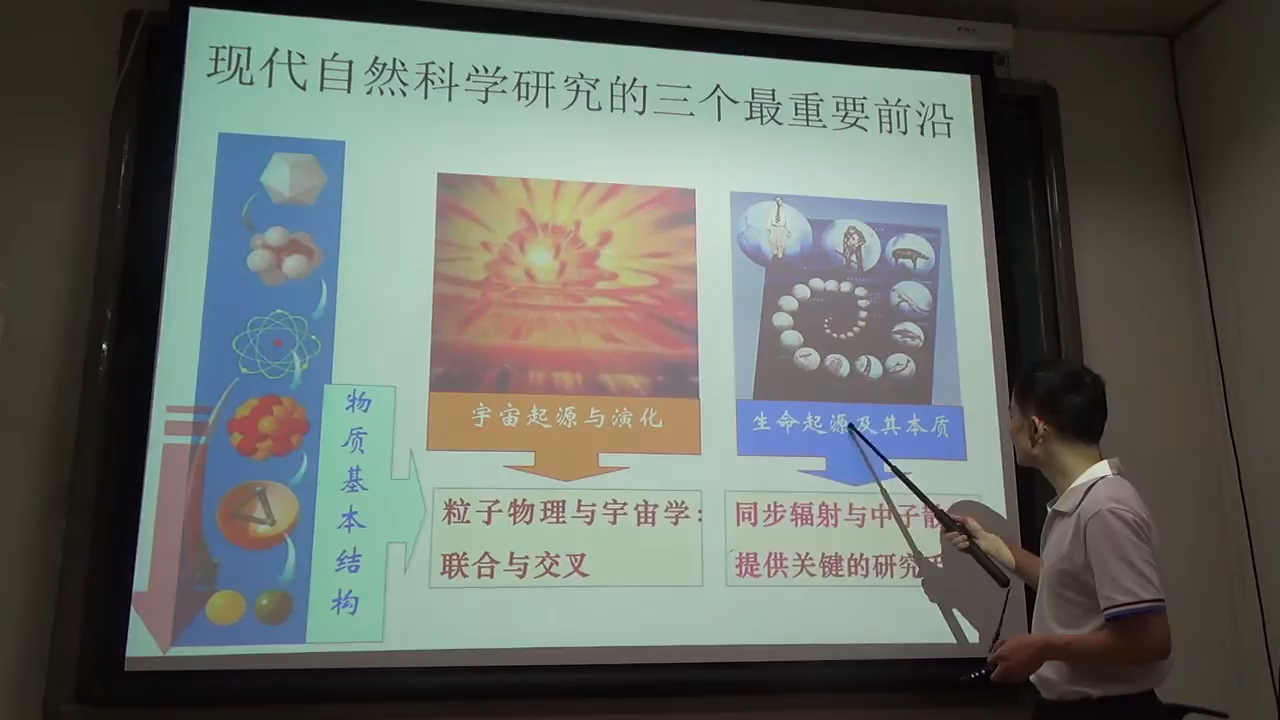 现代自然科学研究的三个最重要前沿
物质基本结构
宇宙起源与演化
粒子物理与宇宙学:
联合与交叉
生命起源及其本质
同步辐射与中子散
提供关键的研究